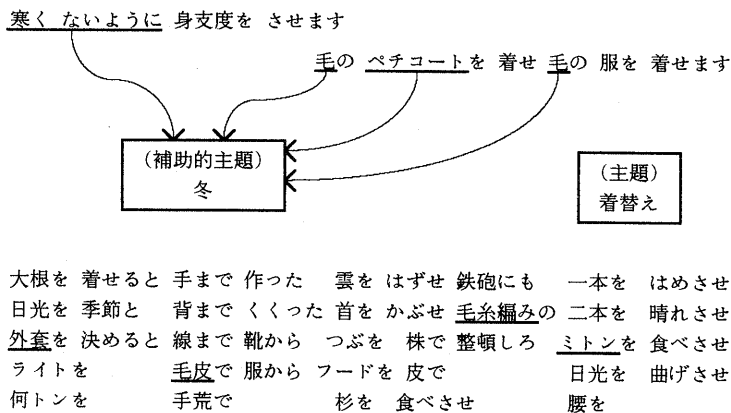 寒く ないように 身支度を させます
毛の ペチコートを 着せ 毛の 服を 着せます
(補助的主題)
冬
(主題)
着替え
大根を 着せると 手まで 作った 雲を はずせ 鉄砲にも 一本を はめさせ
日光を 季節と 背まで くくった 首を かぶせ 毛糸編みの 二本を 晴れさせ
外套を 決めると 線まで 靴から つぶを 株で 整頓しろ ミトンを 食べさせ
ライトを 毛皮で 服から フードを 皮で 日光を 曲げさせ
何トンを 手荒で 杉を 食べさせ 腰を